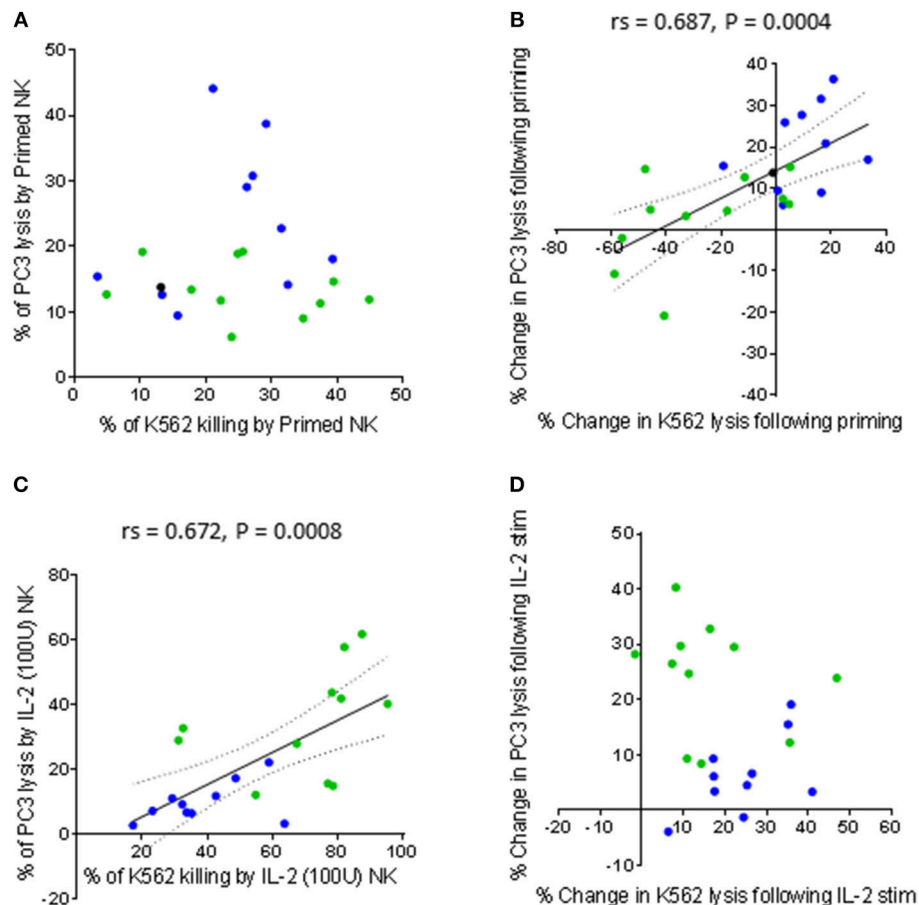 A
50
40
30
20
10
0
0 10 20 30 40 50
% of PC3 lysis by Primed NK
% of K562 killing by Primed NK
B
rs = 0.687, P = 0.0004
40
30
20
10
-80 -60 -40 -20 0 20 40
-10
-20
-30
-40
% Change in PC3 lysis following priming
% Change in K562 lysis following priming
C
rs = 0.672, P = 0.0008
80
60
40
20
0
-20
20 40 60 80 100
% of PC3 lysis by IL-2 (100U) NK
% of K562 killing by IL-2 (100U) NK
D
50
40
30
20
10
-20 -10 10 20 30 40 50 60
-10
% Change in PC3 lysis following IL-2 stim
% Change in K562 lysis following IL-2 stim